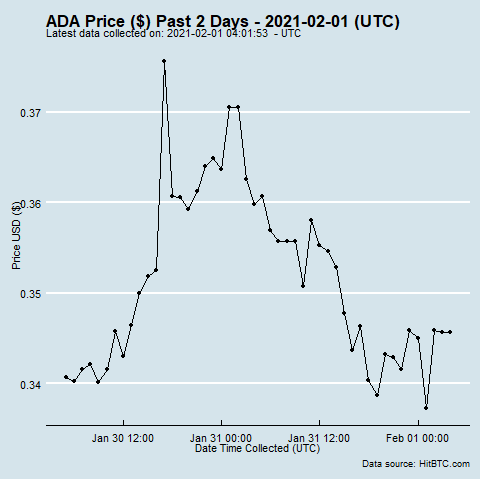 ADA Price ($) Past 2 Days - 2021-02-01 (UTC)
Latest data collected on: 2021-02-01 04:01:53  - UTC
0.37
0.36
0.35
0.34
Price USD ($)
Jan 30 12:00
Jan 31 00:00
Jan 31 12:00
Feb 01 00:00
Date Time Collected (UTC)
Data source: HitBTC.com